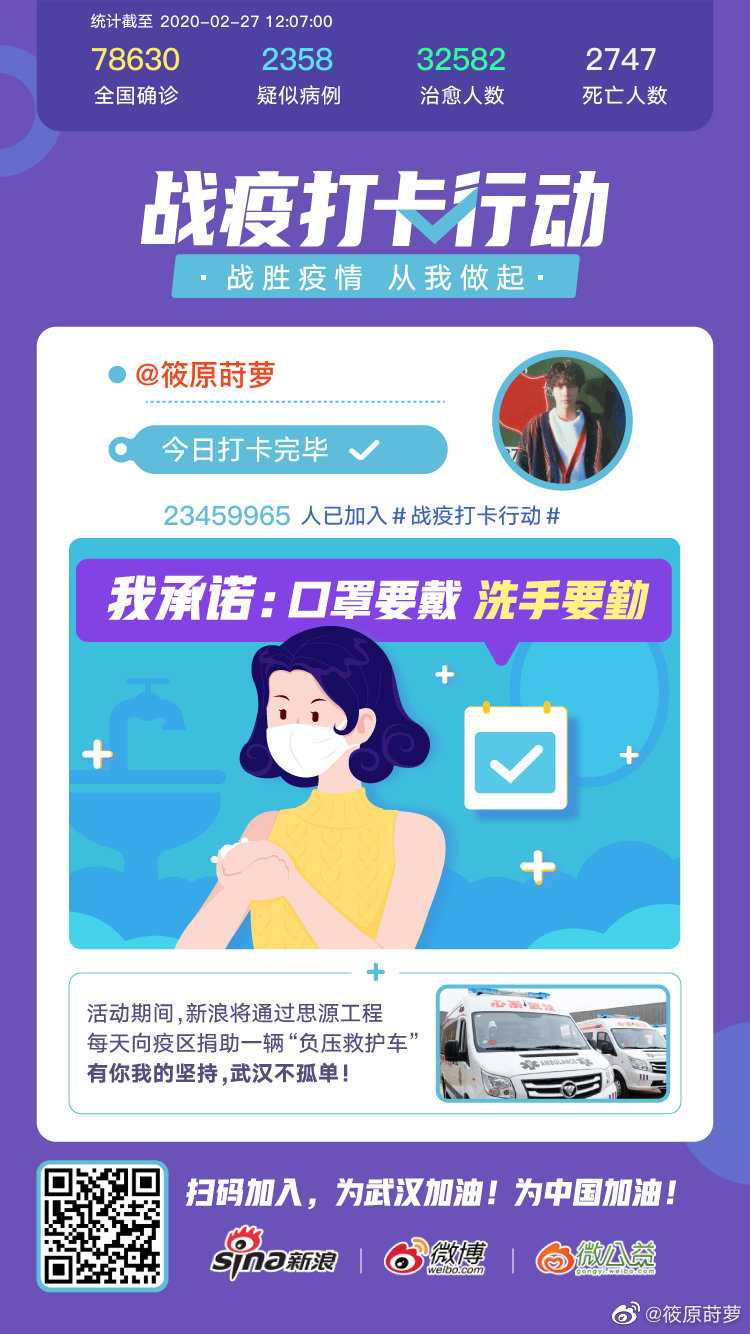 统计截至 2020-02-27 12:07:00
78630 2358 32582 2747
全国确诊 疑似病例 治愈人数 死亡人数
战疫打卡行动
·战胜疫情 从我做起·
@筱原莳萝
今日打卡完毕
23459965 人已加入#战疫打卡行动#
我承诺:口罩要戴 洗手要勤
活动期间,新浪将通过思源工程
每天向疫区捐助一辆“负压救护车”
有你我的坚持,武汉不孤单!
AMBULANCE
扫码加入,为武汉加油!为中国加油!
sina新浪 微博 微公益
weibo.com gongyi.weibo.com
@筱原莳萝